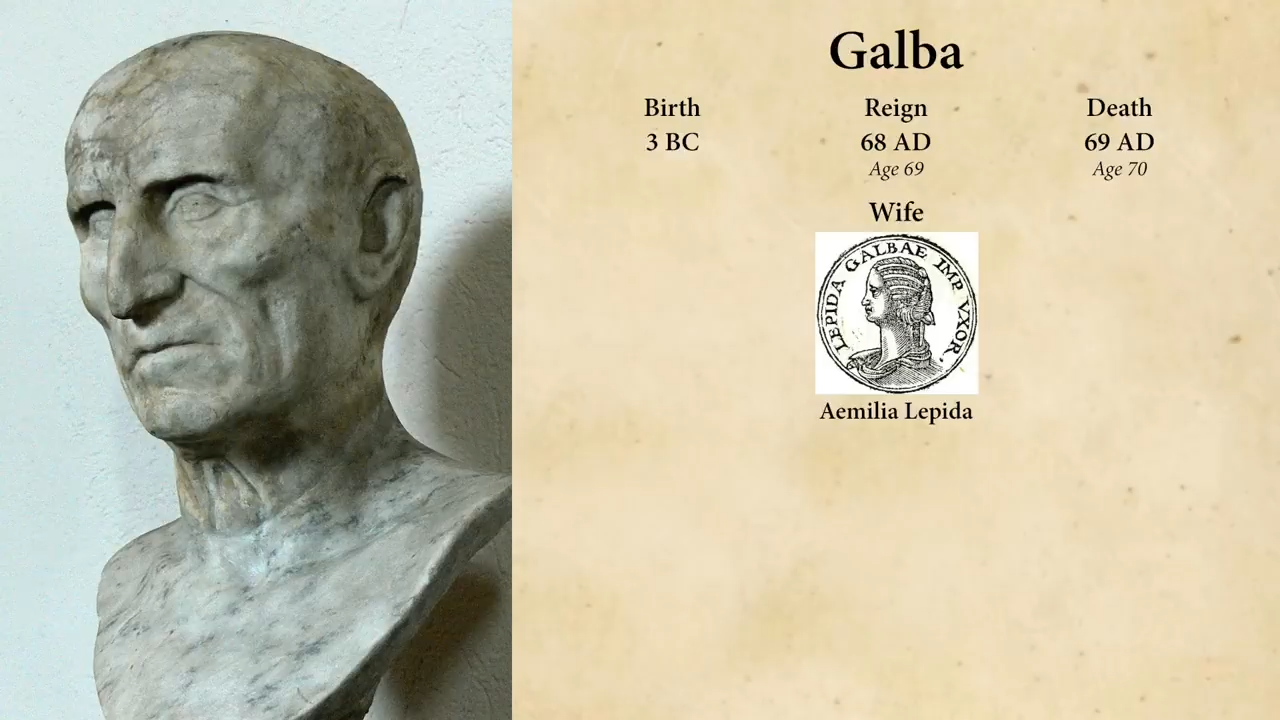 Galba
Birth
Reign
Death
3 BC
68 AD
69 AD
Age 69
Age 70
Wife
LEPIDA GALBAE IMP VXOR.
Aemilia Lepida